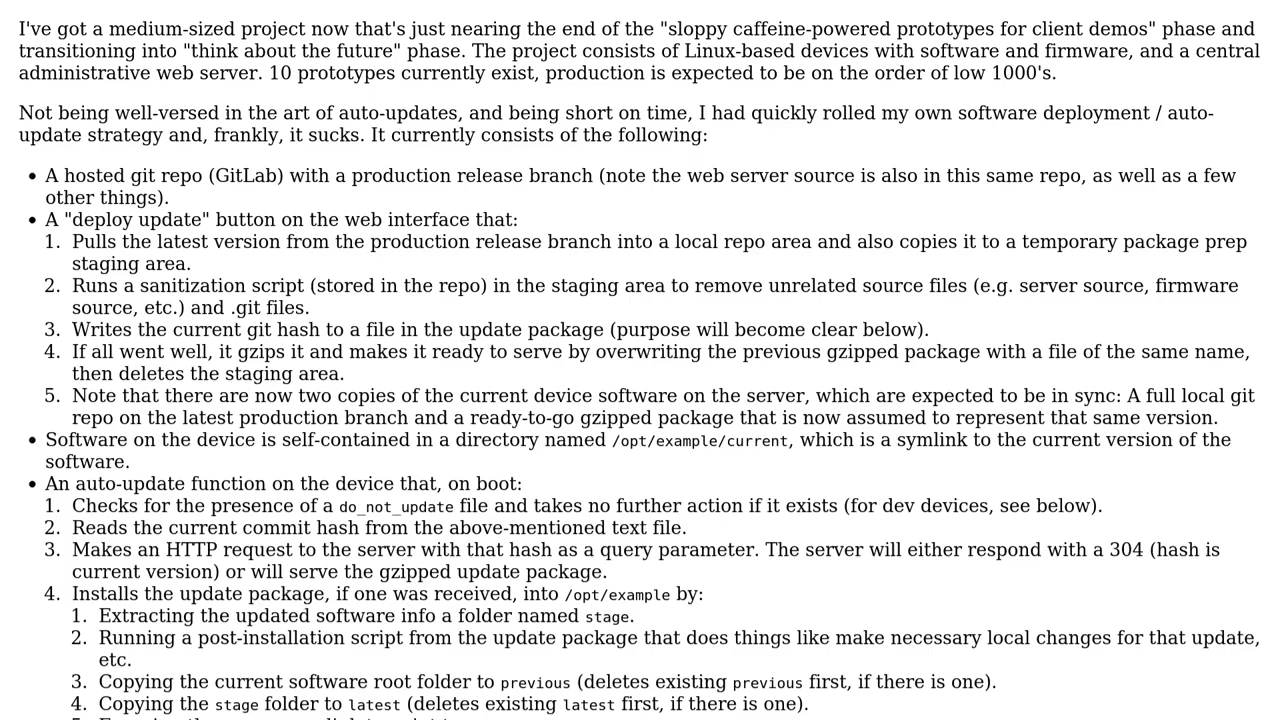 I've got a medium-sized project now that's just nearing the end of the "sloppy caffeine-powered prototypes for client demos" phase and
transitioning into "think about the future" phase. The project consists of Linux-based devices with software and firmware, and a central
administrative web server. 10 prototypes currently exist, production is expected to be on the order of low 1000's.
Not being well-versed in the art of auto-updates, and being short on time, I had quickly rolled my own software deployment / auto-
update strategy and, frankly, it sucks. It currently consists of the following:
• A hosted git repo (GitLab) with a production release branch (note the web server source is also in this same repo, as well as a few
other things).
• A "deploy update" button on the web interface that:
1. Pulls the latest version from the production release branch into a local repo area and also copies it to a temporary package prep
staging area.
2. Runs a sanitization script (stored in the repo) in the staging area to remove unrelated source files (e.g. server source, firmware
source, etc.) and .git files.
3. Writes the current git hash to a file in the update package (purpose will become clear below).
4. If all went well, it gzips it and makes it ready to serve by overwriting the previous gzipped package with a file of the same name,
then deletes the staging area.
5. Note that there are now two copies of the current device software on the server, which are expected to be in sync: A full local git
repo on the latest production branch and a ready-to-go gzipped package that is now assumed to represent that same version.
• Software on the device is self-contained in a directory named /opt/example/current, which is a symlink to the current version of the
software.
• An auto-update function on the device that, on boot:
1. Checks for the presence of a do_not_update file and takes no further action if it exists (for dev devices, see below).
2. Reads the current commit hash from the above-mentioned text file.
3. Makes an HTTP request to the server with that hash as a query parameter. The server will either respond with a 304 (hash is
current version) or will serve the gzipped update package.
4. Installs the update package, if one was received, into /opt/example by:
1. Extracting the updated software info a folder named stage.
2. Running a post-installation script from the update package that does things like make necessary local changes for that update,
etc.
3. Copying the current software root folder to previous (deletes existing previous first, if there is one).
4. Copying the stage folder to latest (deletes existing latest first, if there is one).